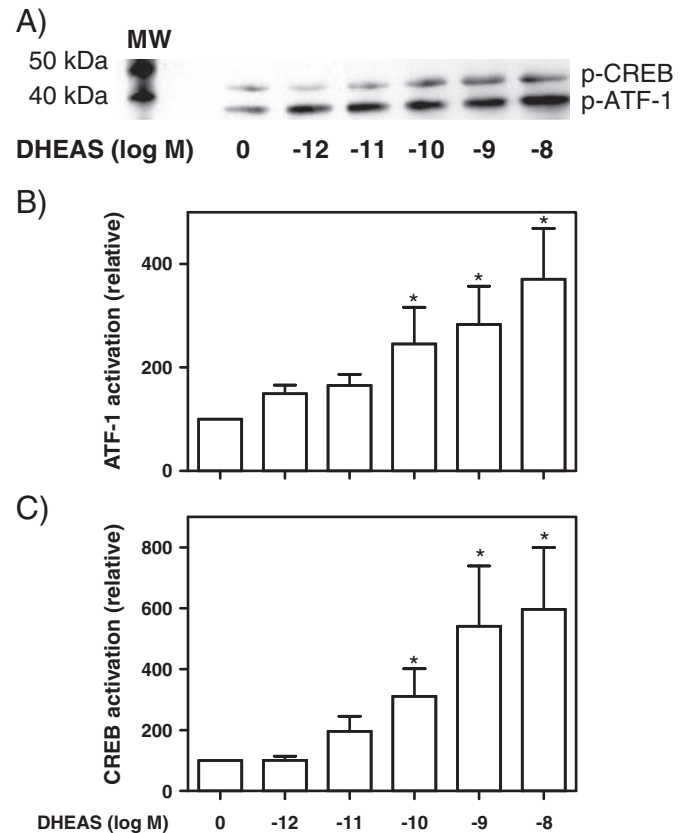 A)
MW
50 kDa
40 kDa
p-CREB
p-ATF-1
DHEAS (log M) 0 -12 -11 -10 -9 -8
B)
ATF-1 activation (relative)
400
200
0
* * *
C)
CREB activation (relative)
800
600
400
200
0
* * *
DHEAS (log M) 0 -12 -11 -10 -9 -8